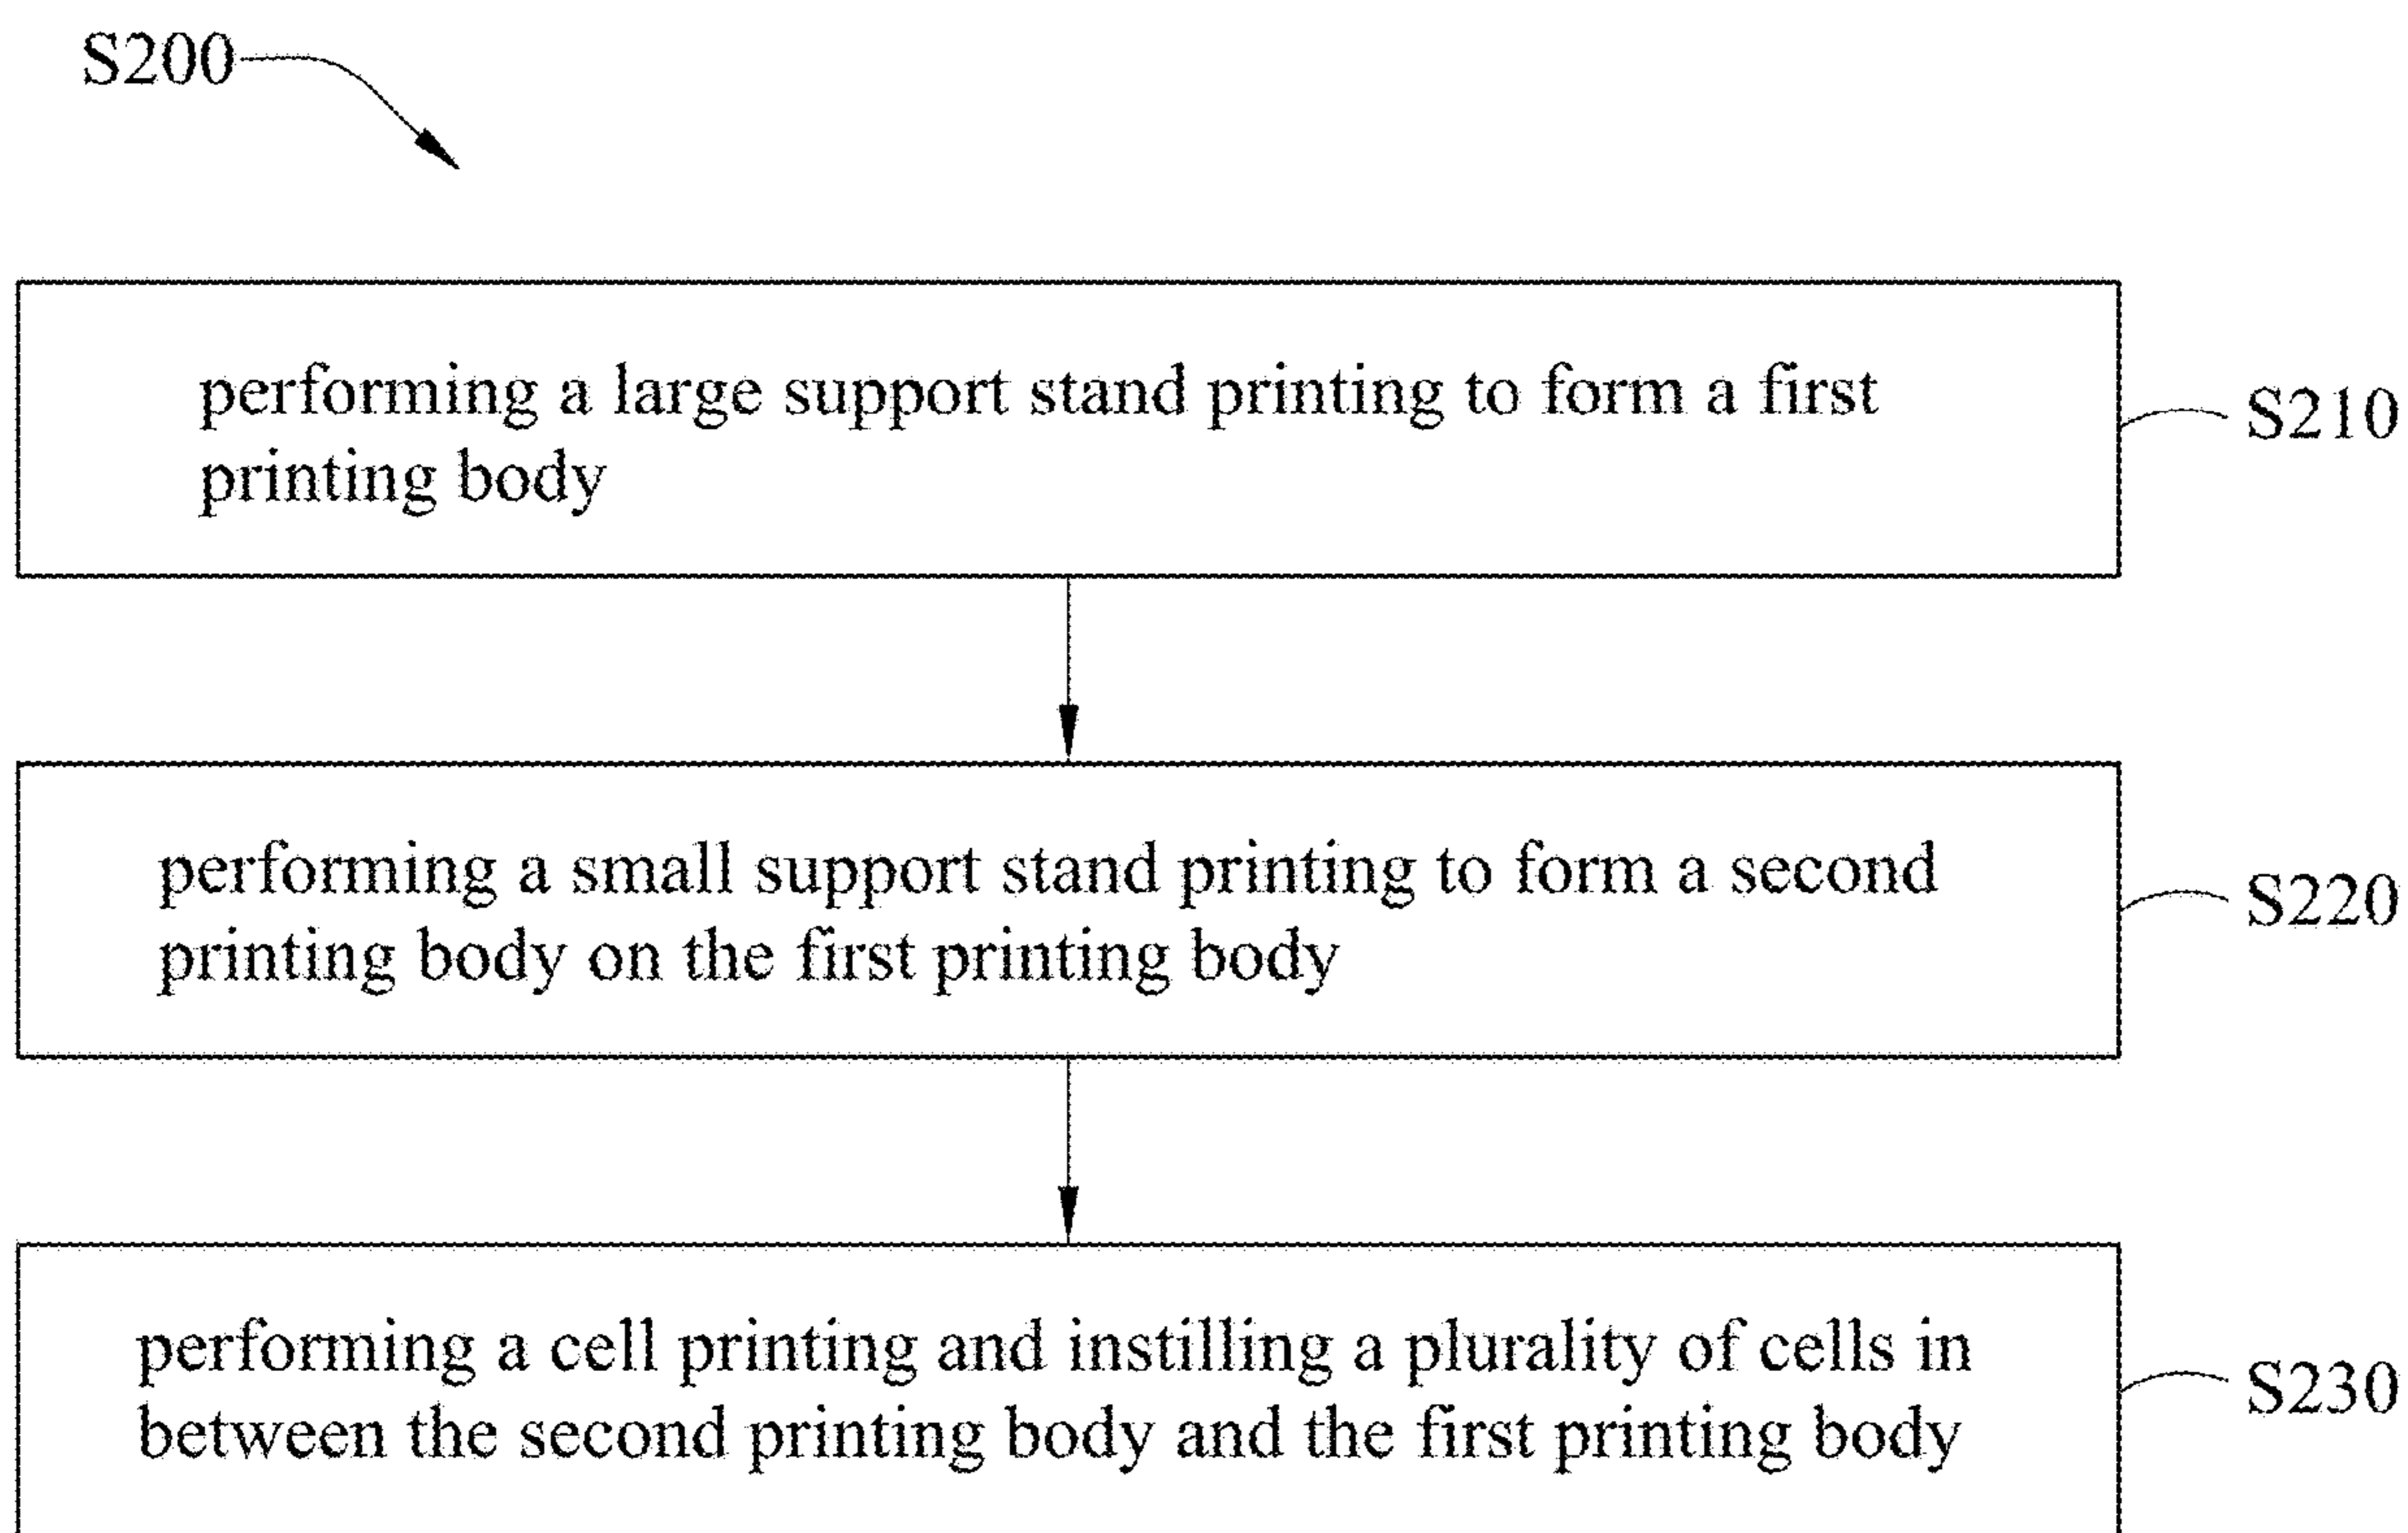 S200
performing a large support stand printing to form a first
printing body
S210
performing a small support stand printing to form a second
printing body on the first printing body
S220
performing a cell printing and instilling a plurality of cells in
between the second printing body and the first printing body
S230